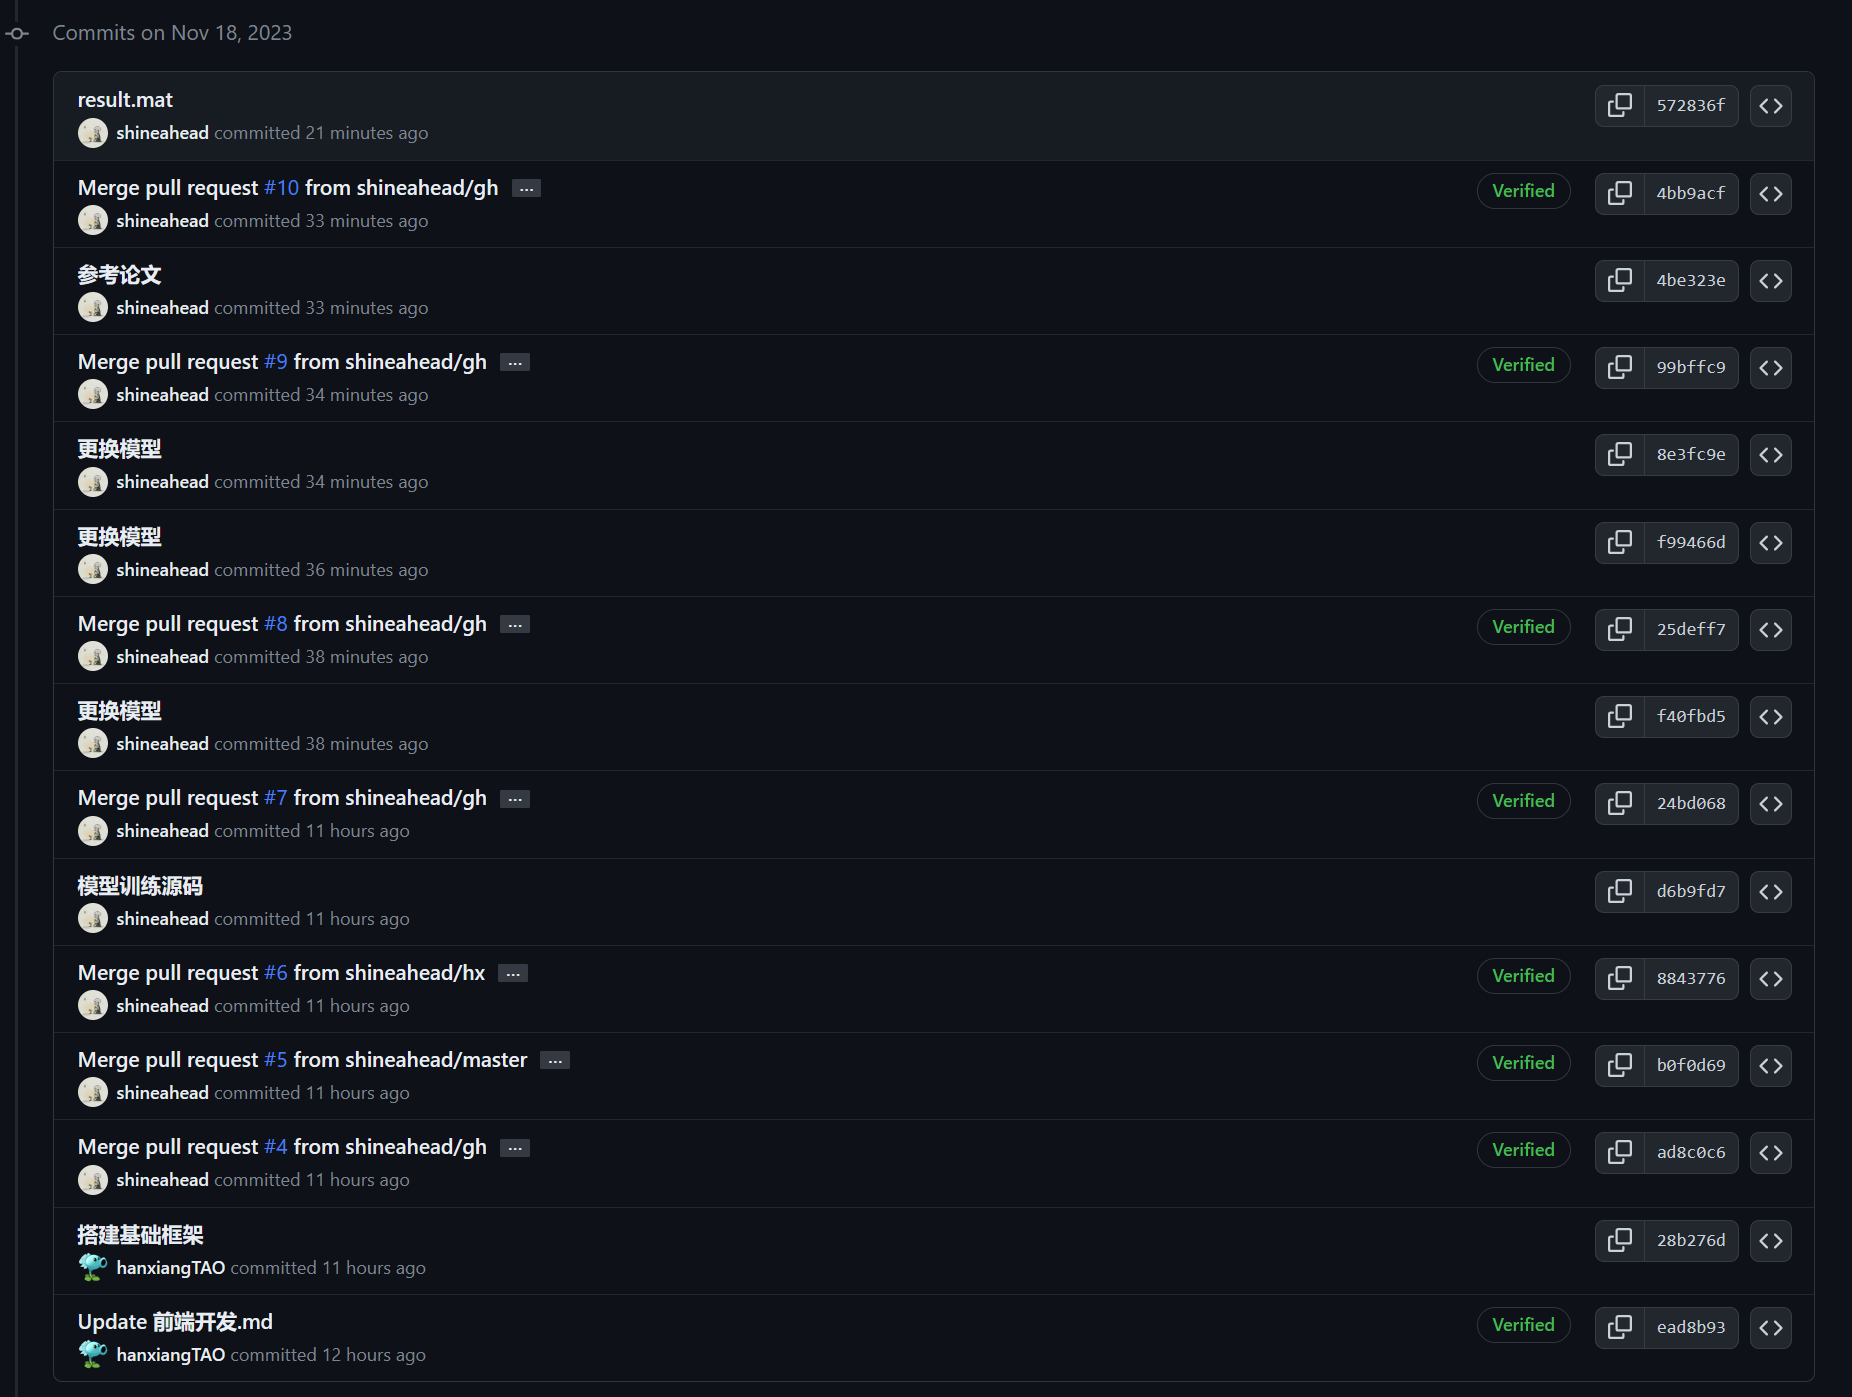 Commits on Nov 18, 2023
result.mat
572836f
shineahead committed 21 minutes ago
Merge pull request #10 from shineahead/gh ...
Verified
4bb9acf
shineahead committed 33 minutes ago
参考论文
4be323e
shineahead committed 33 minutes ago
Merge pull request #9 from shineahead/gh ...
Verified
99bffc9
shineahead committed 34 minutes ago
更换模型
8e3fc9e
shineahead committed 34 minutes ago
更换模型
f99466d
shineahead committed 36 minutes ago
Merge pull request #8 from shineahead/gh ...
Verified
25deff7
shineahead committed 38 minutes ago
更换模型
f40fbd5
shineahead committed 38 minutes ago
Merge pull request #7 from shineahead/gh ...
Verified
24bd068
shineahead committed 11 hours ago
模型训练源码
d6b9fd7
shineahead committed 11 hours ago
Merge pull request #6 from shineahead/hx ...
Verified
8843776
shineahead committed 11 hours ago
Merge pull request #5 from shineahead/master ...
Verified
b0f0d69
shineahead committed 11 hours ago
Merge pull request #4 from shineahead/gh ...
Verified
ad8c0c6
shineahead committed 11 hours ago
搭建基础框架
28b276d
hanxiangTAO committed 11 hours ago
Update 前端开发.md
Verified
ead8b93
hanxiangTAO committed 12 hours ago